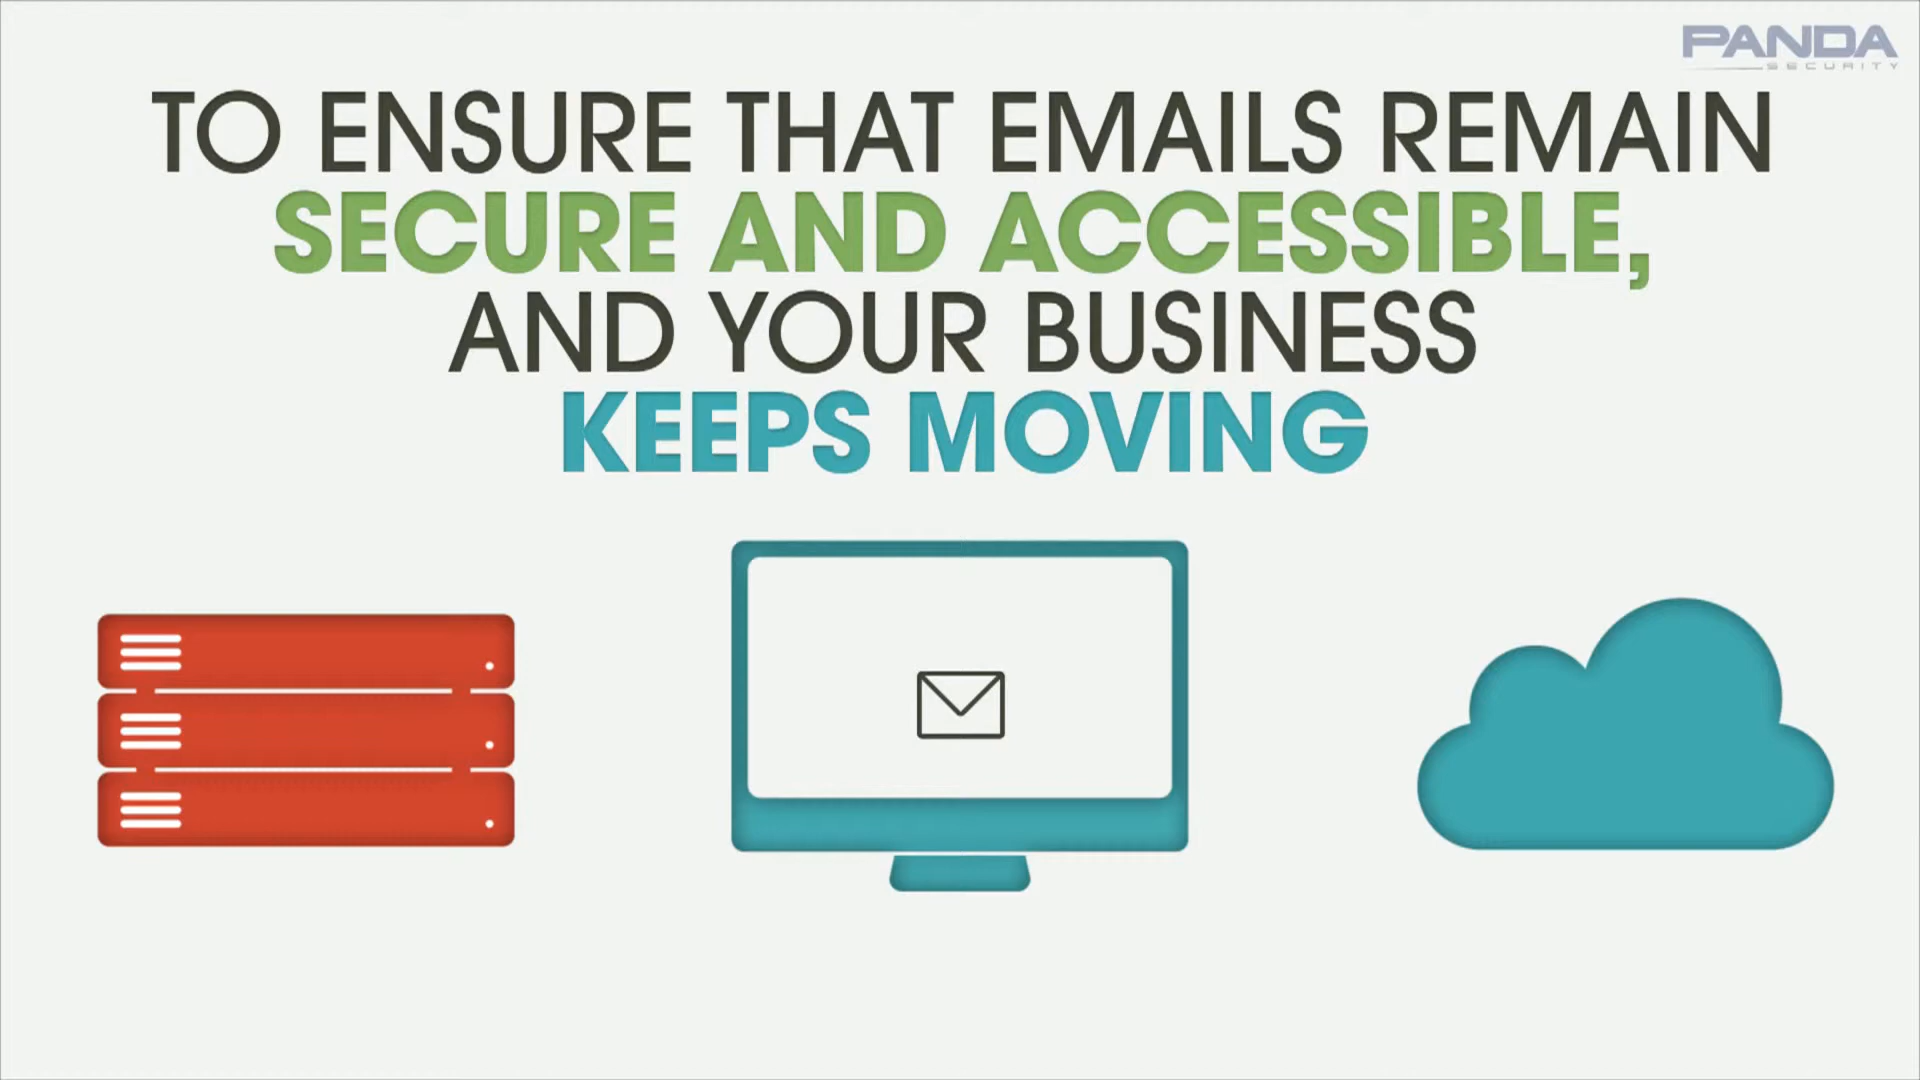 PANDA
SECURITY
TO ENSURE THAT EMAILS REMAIN
SECURE AND ACCESSIBLE,
AND YOUR BUSINESS
KEEPS MOVING